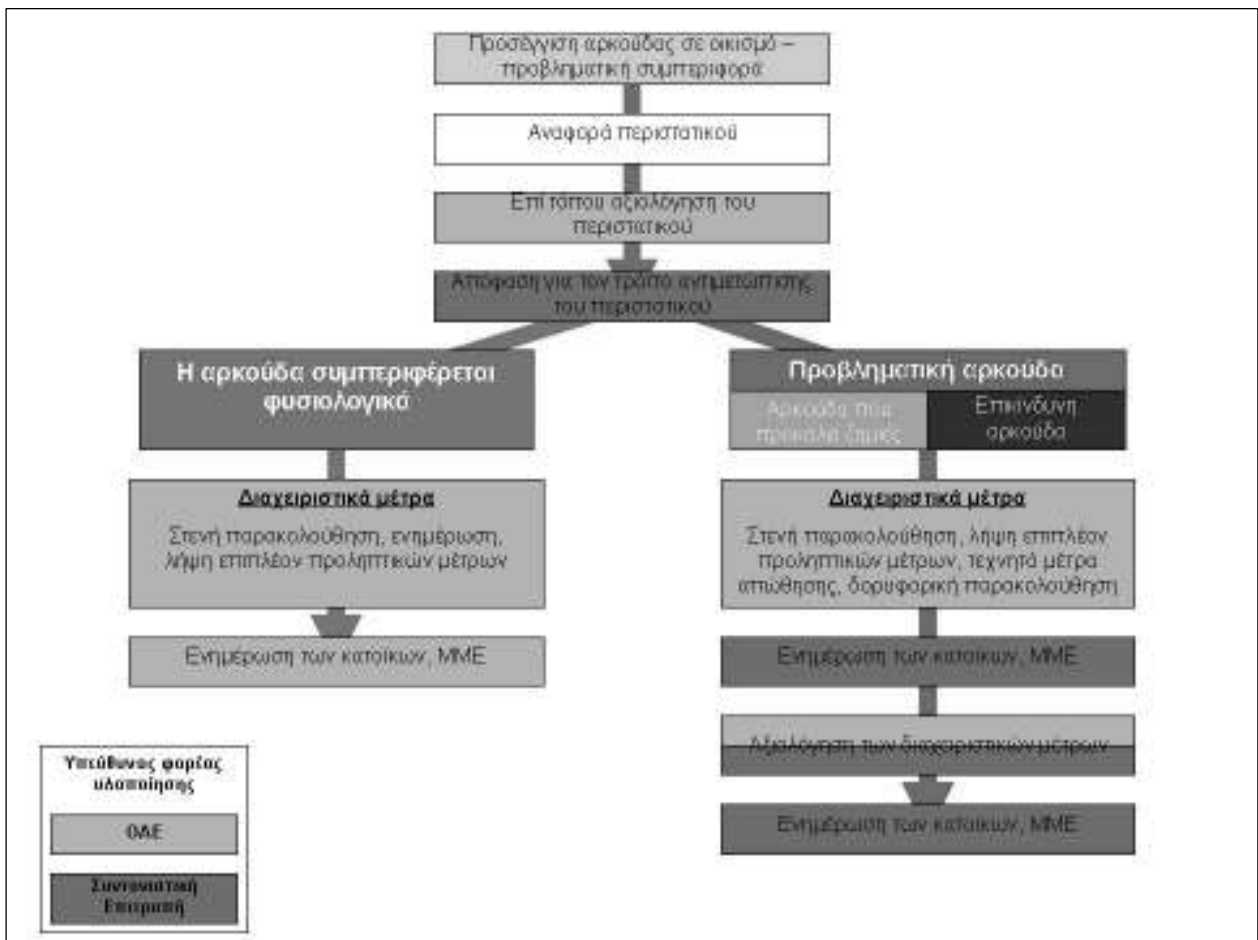 Προσέγγιση αρκούδας σε οικισμό –
προβληματική συμπεριφορά
Αναφορά περιστατικού
Επί τόπου αξιολόγηση του
περιστατικού
Απόφαση για τον τρόπο αντιμετώπισης
του περιστατικού
Η αρκούδα συμπεριφέρεται
φυσιολογικά
Διαχειριστικά μέτρα
Στενή παρακολούθηση, ενημέρωση,
λήψη επιπλέον προληπτικών μέτρων
Ενημέρωση των κατοίκων, ΜΜΕ
Προβληματική αρκούδα
Αρκούδα που
προκαλά ζημιές
Επικίνδυνη
αρκούδα
Διαχειριστικά μέτρα
Στενή παρακολούθηση, λήψη επιπλέον
προληπτικών μέτρων, τεχνητά μέτρα
απώθησης, δορυφορική παρακολούθηση
Ενημέρωση των κατοίκων, ΜΜΕ
Αξιολόγηση των διαχειριστικών μέτρων
Ενημέρωση των κατοίκων, ΜΜΕ
Υπεύθυνος φορέας
υλοποίησης
ΟΑΕ
Συντονιστική
Επιτροπή